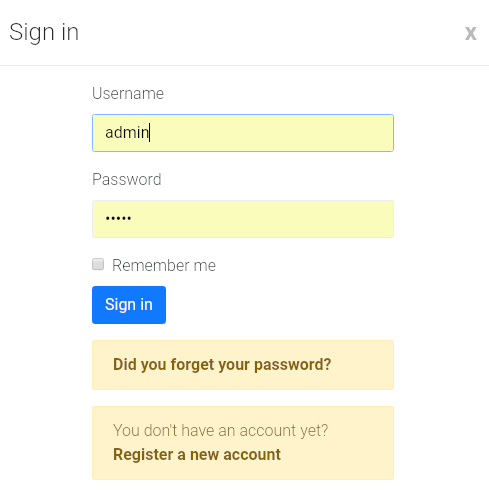 Sign in
x
Username
admin
Password
•••••
Remember me
Sign in
Did you forget your password?
You don't have an account yet?
Register a new account